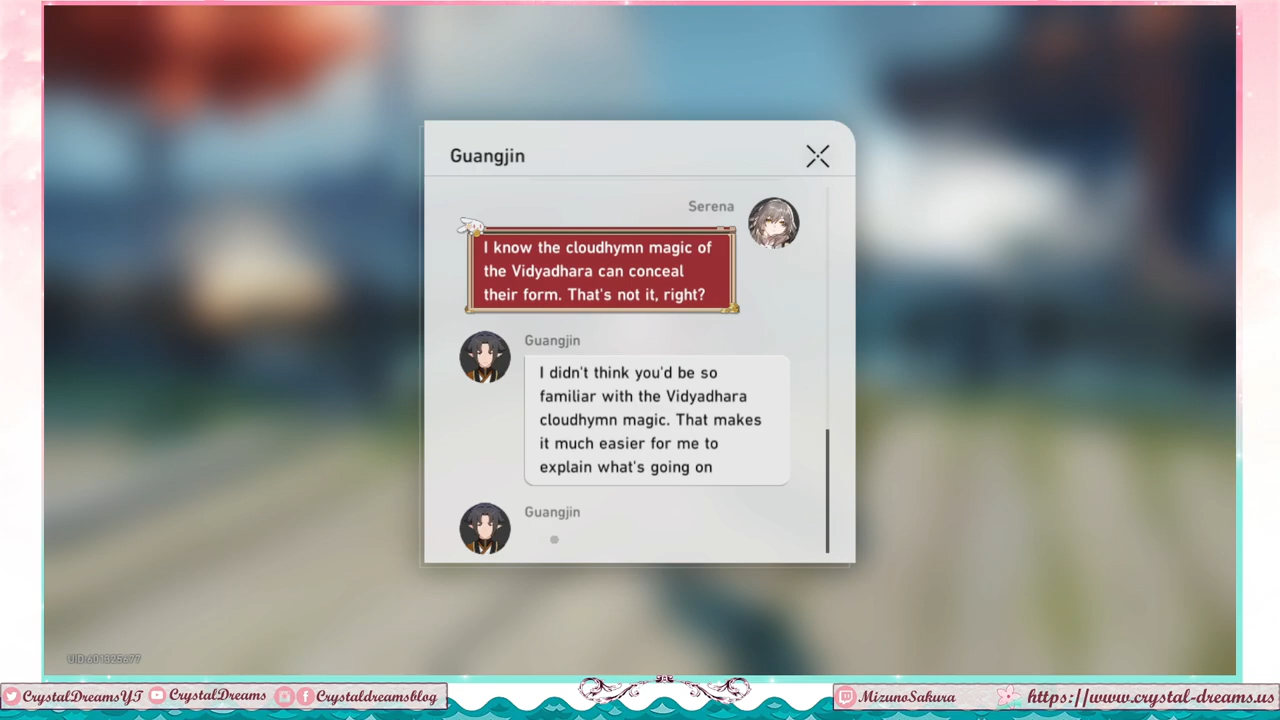 Guangjin
Serena
I know the cloudhymn magic of
the Vidyadhara can conceal
their form. That's not it, right?
Guangjin
I didn't think you'd be so
familiar with the Vidyadhara
cloudhymn magic. That makes
it much easier for me to
explain what's going on
Guangjin
UID:601325677
CrystalDreamsYT
CrystalDreams
Crystaldreamsblog
MizunoSakura
https://www.crystal-dreams.us